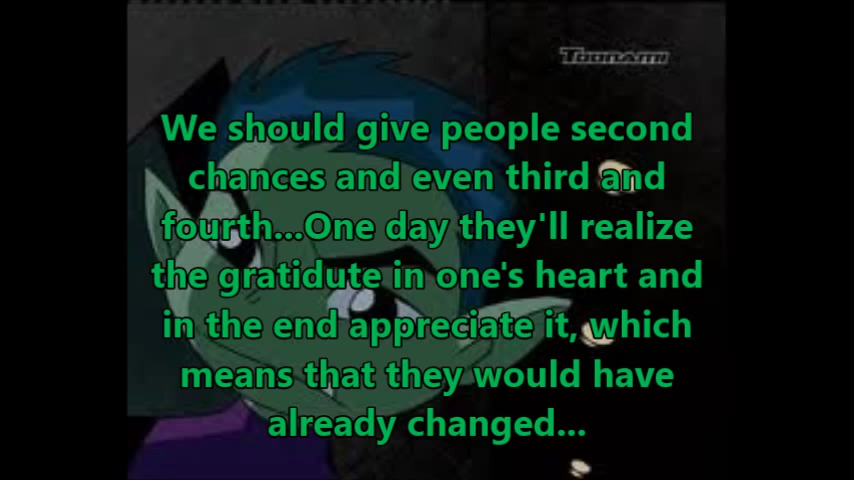 Toonami
We should give people second
chances and even third and
fourth...One day they'll realize
the gratidute in one's heart and
in the end appreciate it, which
means that they would have
already changed...